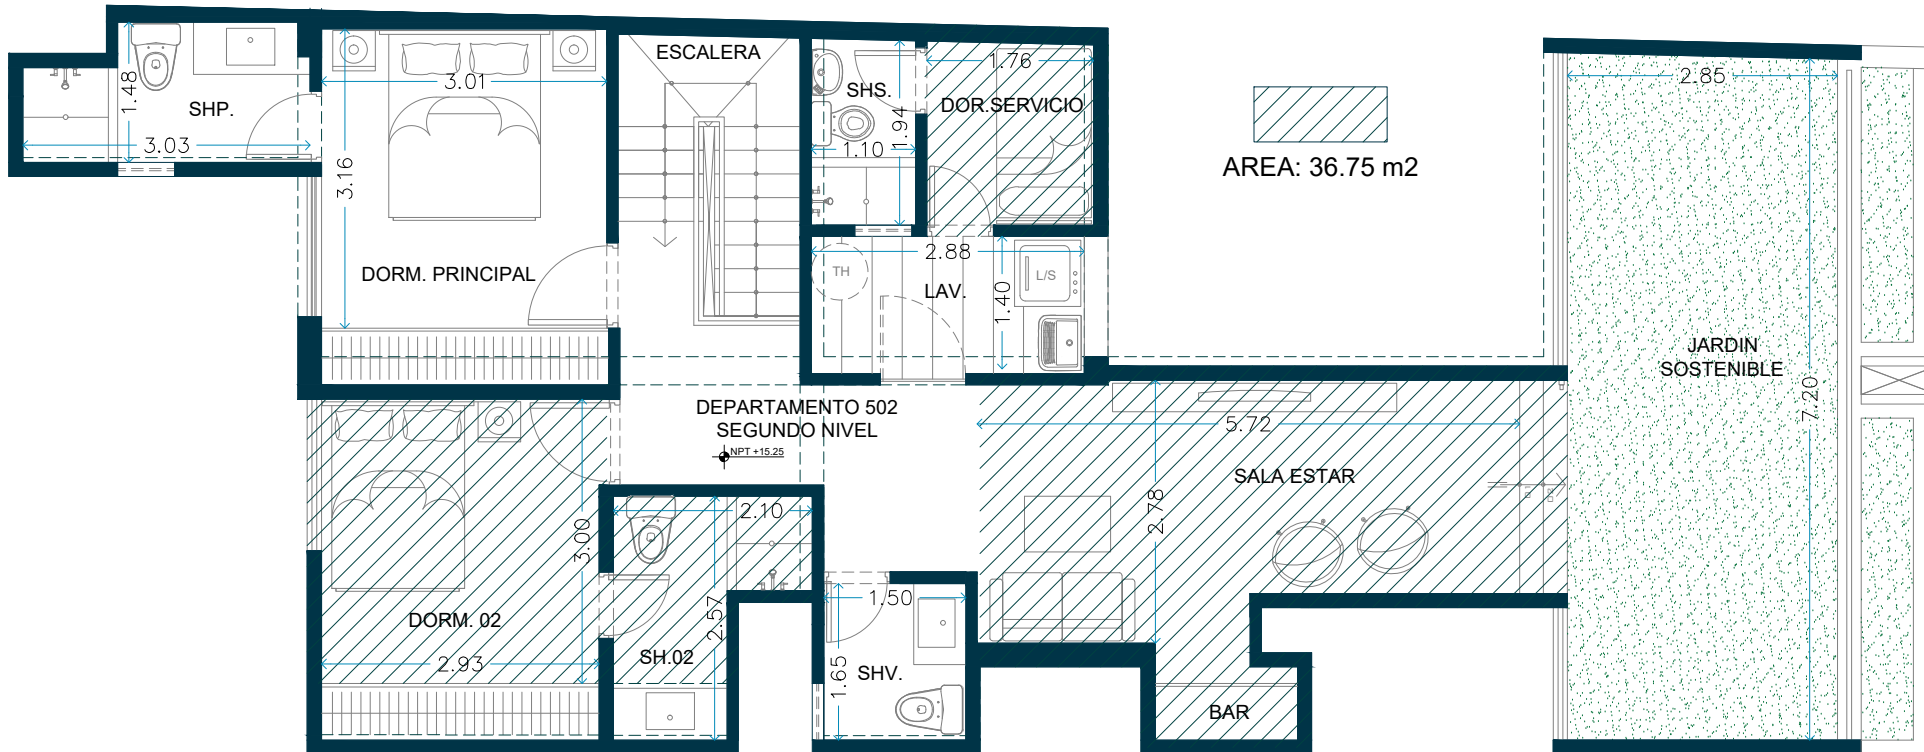 1.48
SHP.
3.03
3.01
3.16
DORM. PRINCIPAL
ESCALERA
SHS.
1.94
1.10
1.76
DOR.SERVICIO
2.88
TH
LAV.
1.40
L/S
AREA: 36.75 m2
2.85
JARDIN
SOSTENIBLE
7.20
DEPARTAMENTO 502
SEGUNDO NIVEL
NPT +15.25
5.72
SALA ESTAR
2.78
3.00
DORM. 02
2.93
2.10
2.57
SH.02
1.50
1.65
SHV.
BAR